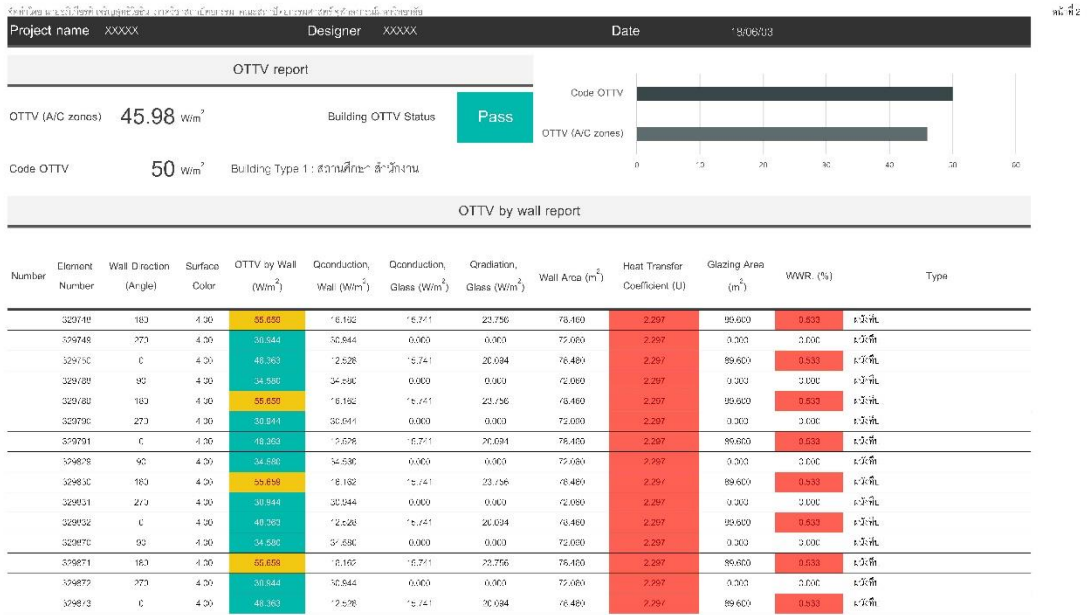 หน้าที่ 2
Project name XXXXX Designer XXXXX Date 18/06/03
OTTV report
OTTV (A/C zones) 45.98 W/m² Building OTTV Status Pass
Code OTTV 50 W/m² Building Type 1 : สถานศึกษา สำนักงาน
Code OTTV
OTTV (A/C zones)
0 10 20 30 40 50 60
OTTV by wall report
Number Element Number Wall Direction (Angle) Surface Color OTTV by Wall (W/m²) Qconduction, Wall (W/m²) Qconduction, Glass (W/m²) Qradiation, Glass (W/m²) Wall Area (m²) Heat Transfer Coefficient (U) Glazing Area (m²) WWR. (%) Type
180 4.00 55.659 16.162 15.741 23.756 78.480 2.297 89.600 0.533 ผนังทึบ
329749 270 4.00 30.944 30.944 0.000 0.000 72.080 2.297 0.000 0.000 ผนังทึบ
0 4.00 48.363 12.528 15.741 20.094 78.480 2.297 89.600 0.533 ผนังทึบ
90 4.00 34.580 34.580 0.000 0.000 72.080 2.297 0.000 0.000 ผนังทึบ
180 4.00 55.659 16.162 15.741 23.756 78.480 2.297 89.600 0.533 ผนังทึบ
329790 270 4.00 30.944 30.944 0.000 0.000 72.080 2.297 0.000 0.000 ผนังทึบ
329791 0 4.00 48.363 12.528 15.741 20.094 78.480 2.297 89.600 0.533 ผนังทึบ
329829 90 4.00 34.580 34.580 0.000 0.000 72.080 2.297 0.000 0.000 ผนังทึบ
329830 180 4.00 55.659 16.162 15.741 23.756 78.480 2.297 89.600 0.533 ผนังทึบ
329831 270 4.00 30.944 30.944 0.000 0.000 72.080 2.297 0.000 0.000 ผนังทึบ
329832 0 4.00 48.363 12.528 15.741 20.094 78.480 2.297 89.600 0.533 ผนังทึบ
329870 90 4.00 34.580 34.580 0.000 0.000 72.080 2.297 0.000 0.000 ผนังทึบ
329871 180 4.00 55.659 16.162 15.741 23.756 78.480 2.297 89.600 0.533 ผนังทึบ
329872 270 4.00 30.944 30.944 0.000 0.000 72.080 2.297 0.000 0.000 ผนังทึบ
329873 0 4.00 48.363 12.528 15.741 20.094 78.480 2.297 89.600 0.533 ผนังทึบ